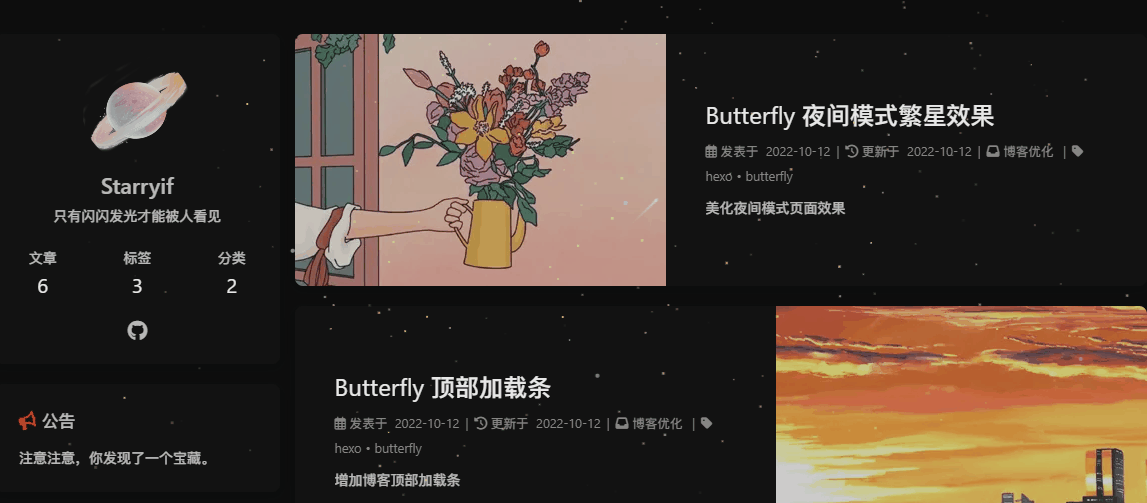 Starryif
只有闪闪发光才能被人看见
文章 标签 分类
6 3 2
公告
注意注意，你发现了一个宝藏。
Butterfly 夜间模式繁星效果
发表于 2022-10-12 | 更新于 2022-10-12 | 博客优化 |
hexo • butterfly
美化夜间模式页面效果
Butterfly 顶部加载条
发表于 2022-10-12 | 更新于 2022-10-12 | 博客优化 |
hexo • butterfly
增加博客顶部加载条